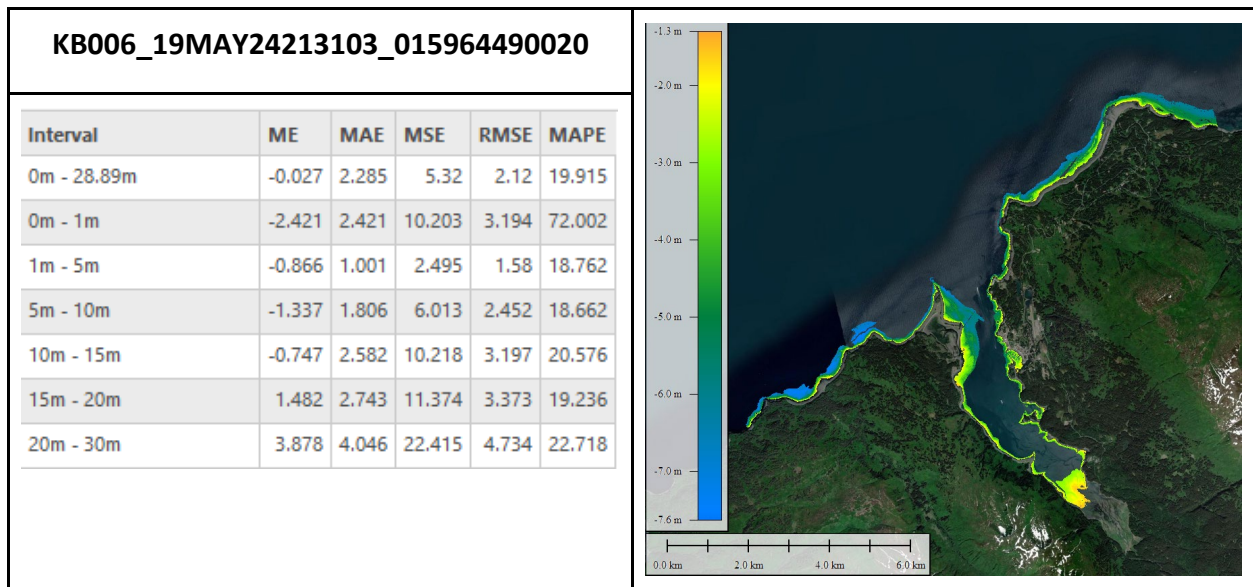 KB006_19MAY24213103_015964490020
Interval ME MAE MSE RMSE MAPE
0m - 28.89m -0.027 2.285 5.32 2.12 19.915
0m - 1m -2.421 2.421 10.203 3.194 72.002
1m - 5m -0.866 1.001 2.495 1.58 18.762
5m - 10m -1.337 1.806 6.013 2.452 18.662
10m - 15m -0.747 2.582 10.218 3.197 20.576
15m - 20m 1.482 2.743 11.374 3.373 19.236
20m - 30m 3.878 4.046 22.415 4.734 22.718
-1.3 m
-2.0 m
-3.0 m
-4.0 m
-5.0 m
-6.0 m
-7.0 m
-7.6 m
0.0 km 2.0 km 4.0 km 6.0 km